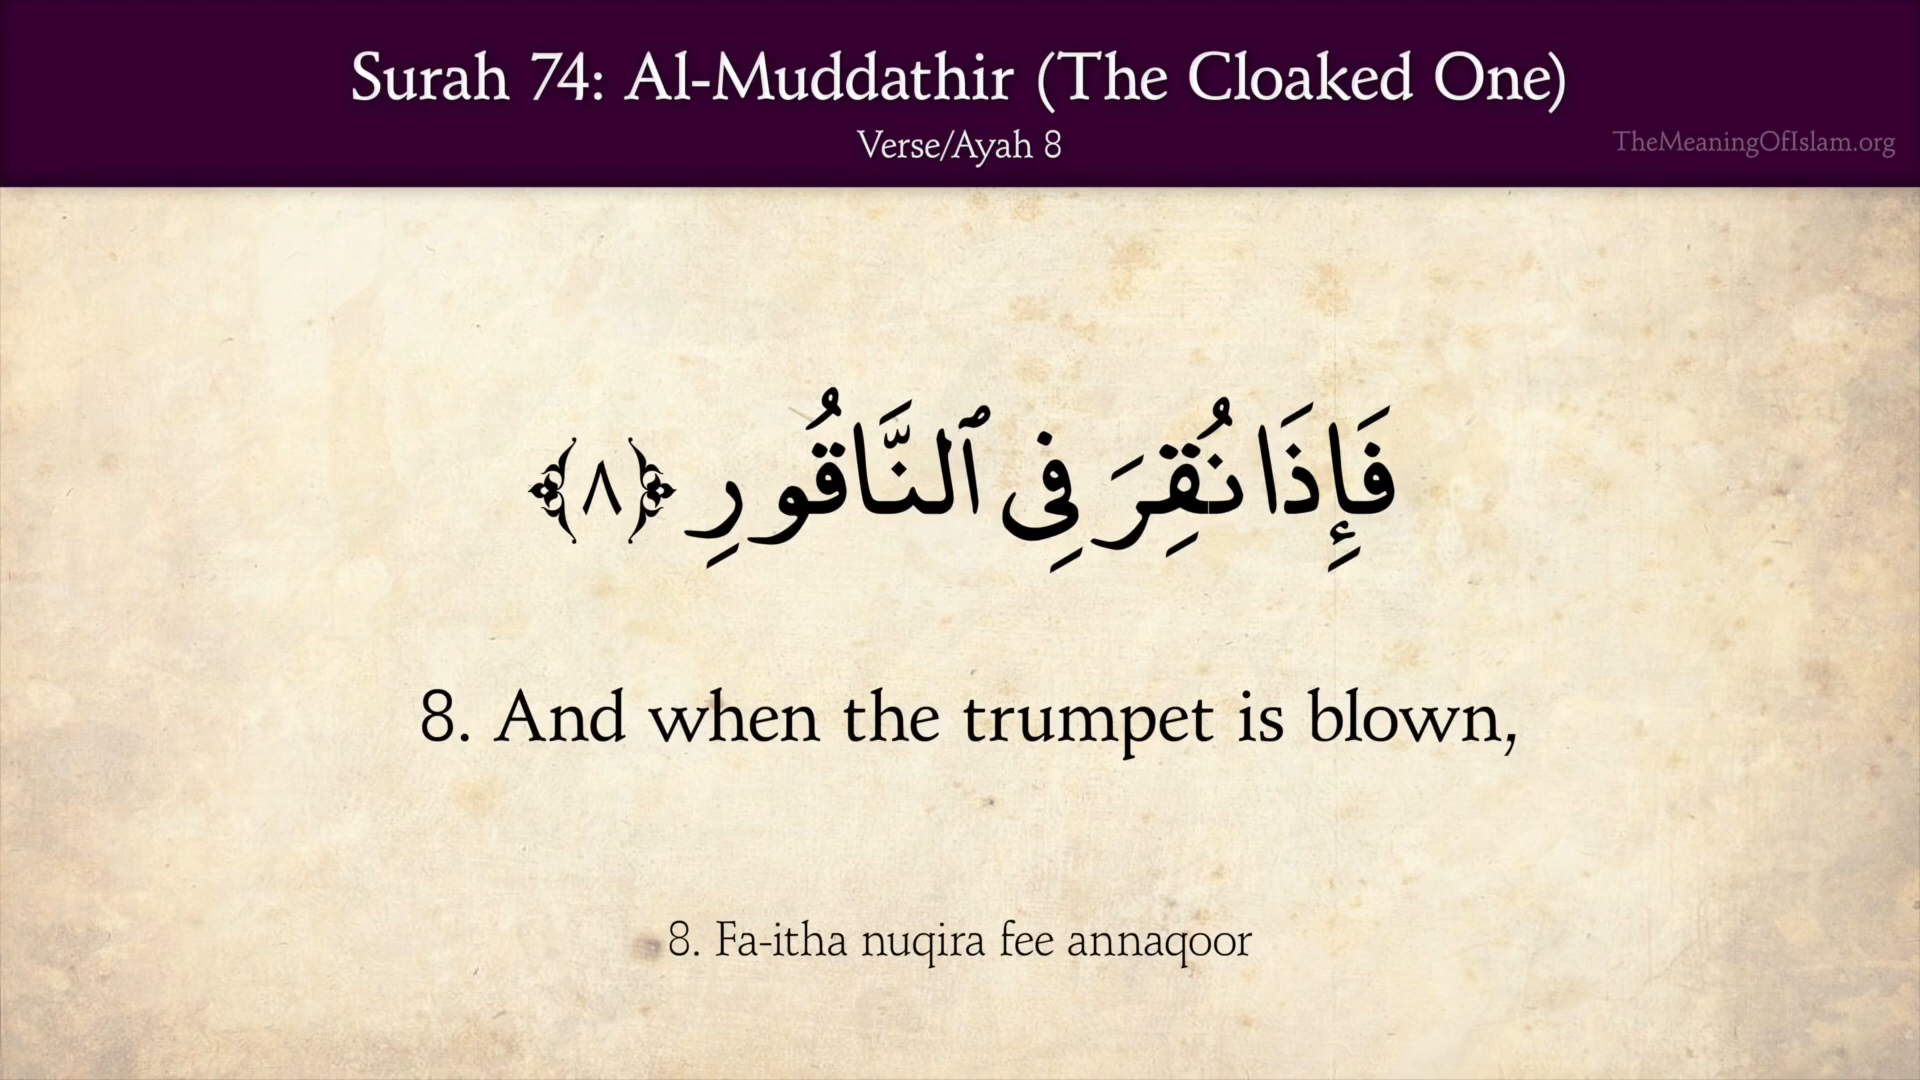 Surah 74: Al-Muddathir (The Cloaked One)
Verse/Ayah 8
TheMeaningOfIslam.org
فَإِذَا نُقِرَ فِى ٱلنَّاقُورِ ﴿٨﴾
8. And when the trumpet is blown,
8. Fa-itha nuqira fee annaqoor